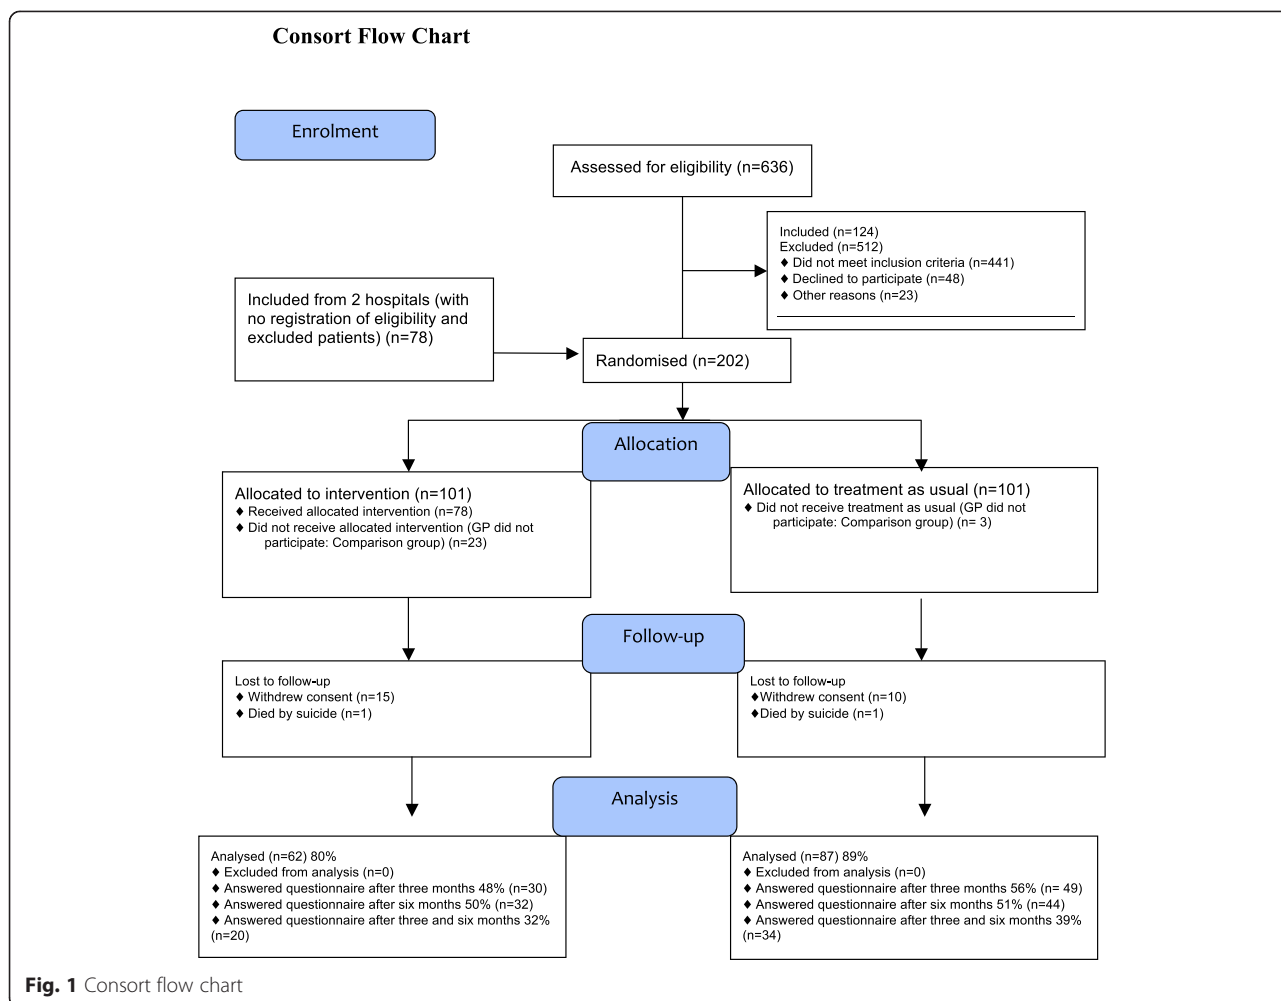 Consort Flow Chart
Enrolment
Assessed for eligibility (n=636)
Included (n=124)
Excluded (n=512)
♦ Did not meet inclusion criteria (n=441)
♦ Declined to participate (n=48)
♦ Other reasons (n=23)
Included from 2 hospitals (with
no registration of eligibility and
excluded patients) (n=78)
Randomised (n=202)
Allocation
Allocated to intervention (n=101)
♦ Received allocated intervention (n=78)
♦ Did not receive allocated intervention (GP did not
participate: Comparison group) (n=23)
Allocated to treatment as usual (n=101)
♦ Did not receive treatment as usual (GP did not
participate: Comparison group) (n= 3)
Follow-up
Lost to follow-up
♦ Withdrew consent (n=15)
♦ Died by suicide (n=1)
Lost to follow-up
♦Withdrew consent (n=10)
♦Died by suicide (n=1)
Analysis
Analysed (n=62) 80%
♦ Excluded from analysis (n=0)
♦ Answered questionnaire after three months 48% (n=30)
♦ Answered questionnaire after six months 50% (n=32)
♦ Answered questionnaire after three and six months 32%
(n=20)
Analysed (n=87) 89%
♦ Excluded from analysis (n=0)
♦ Answered questionnaire after three months 56% (n= 49)
♦ Answered questionnaire after six months 51% (n=44)
♦ Answered questionnaire after three and six months 39%
(n=34)
Fig. 1 Consort flow chart